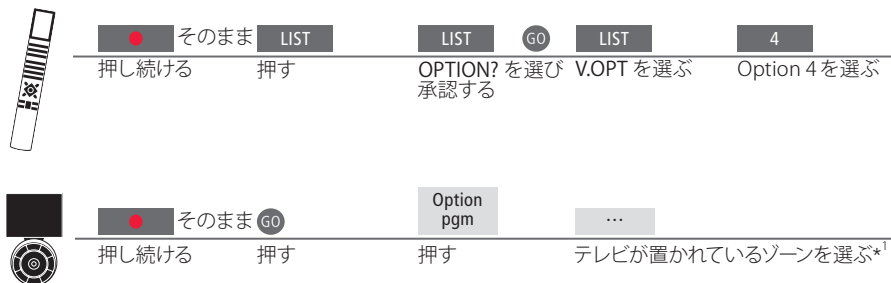 そのまま LIST LIST GO LIST 4
押し続ける 押す OPTION? を選び V.OPT を選ぶ Option 4 を選ぶ
承認する
Option
そのまま GO pgm ...
押し続ける 押す 押す テレビが置かれているゾーンを選ぶ*1